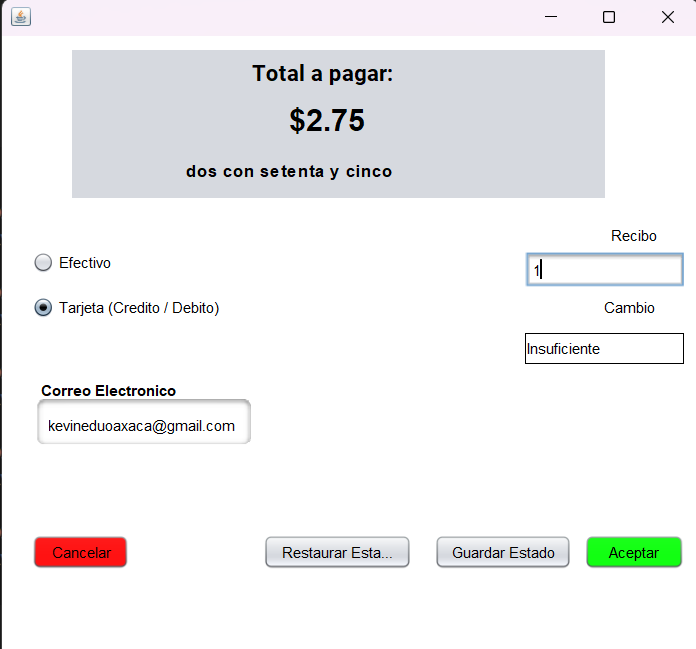 Total a pagar:
$2.75
dos con setenta y cinco
Recibo
Efectivo
1
Tarjeta (Credito / Debito)
Cambio
Insuficiente
Correo Electronico
kevineduoaxaca@gmail.com
Cancelar
Restaurar Esta...
Guardar Estado
Aceptar